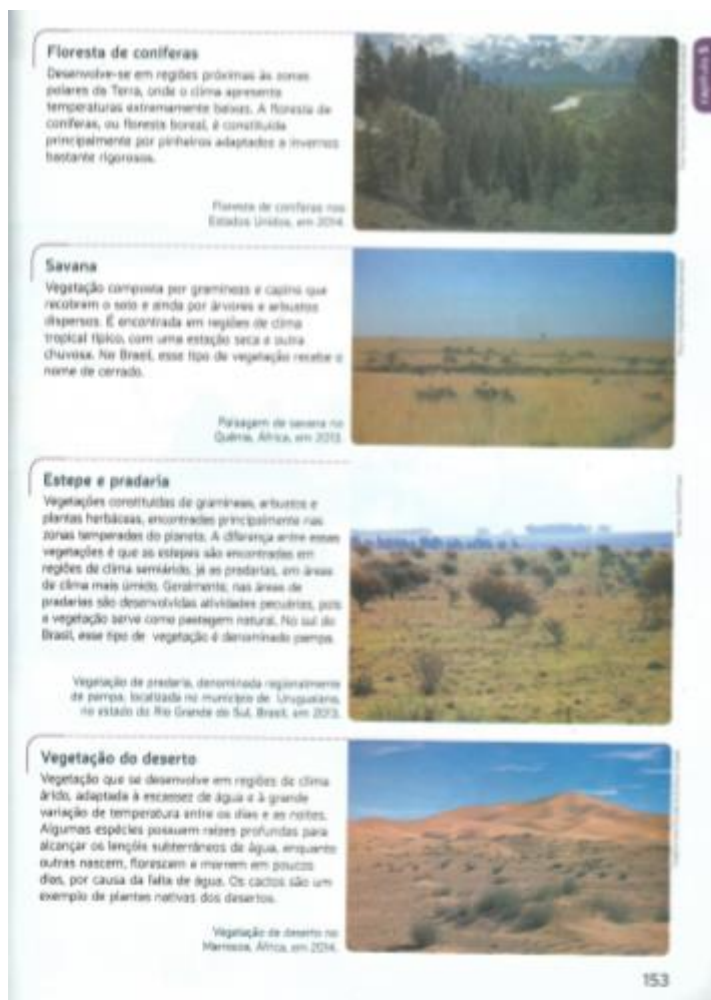 capítulo 5
Floresta de coníferas
Desenvolve-se em regiões próximas às zonas
polares da Terra, onde o clima apresenta
temperaturas extremamente baixas. A floresta de
coníferas, ou floresta boreal, é constituída
principalmente por pinheiros adaptados a invernos
bastante rigorosos.
Floresta de coníferas nos
Estados Unidos, em 2014.
Savana
Vegetação composta por gramíneas e capins que
recobrem o solo e ainda por árvores e arbustos
dispersos. É encontrada em regiões de clima
tropical típico, com uma estação seca e outra
chuvosa. No Brasil, esse tipo de vegetação recebe o
nome de cerrado.
Paisagem de savana no
Quênia, África, em 2013.
Estepe e pradaria
Vegetações constituídas de gramíneas, arbustos e
plantas herbáceas, encontradas principalmente nas
zonas temperadas do planeta. A diferença entre essas
vegetações é que as estepes são encontradas em
regiões de clima semiárido, já as pradarias, em áreas
de clima mais úmido. Geralmente, nas áreas de
pradarias são desenvolvidas atividades pecuárias, pois
a vegetação serve como pastagem natural. No sul do
Brasil, esse tipo de vegetação é denominado pampa.
Vegetação de pradaria, denominada regionalmente
de pampa, localizada no município de Uruguaiana,
no estado do Rio Grande do Sul, Brasil, em 2013.
Vegetação do deserto
Vegetação que se desenvolve em regiões de clima
árido, adaptada à escassez de água e à grande
variação de temperatura entre os dias e as noites.
Algumas espécies possuem raízes profundas para
alcançar os lençóis subterrâneos de água, enquanto
outras nascem, florescem e morrem em poucos
dias, por causa da falta de água. Os cactos são um
exemplo de plantas nativas dos desertos.
Vegetação de deserto no
Marrocos, África, em 2014.
153